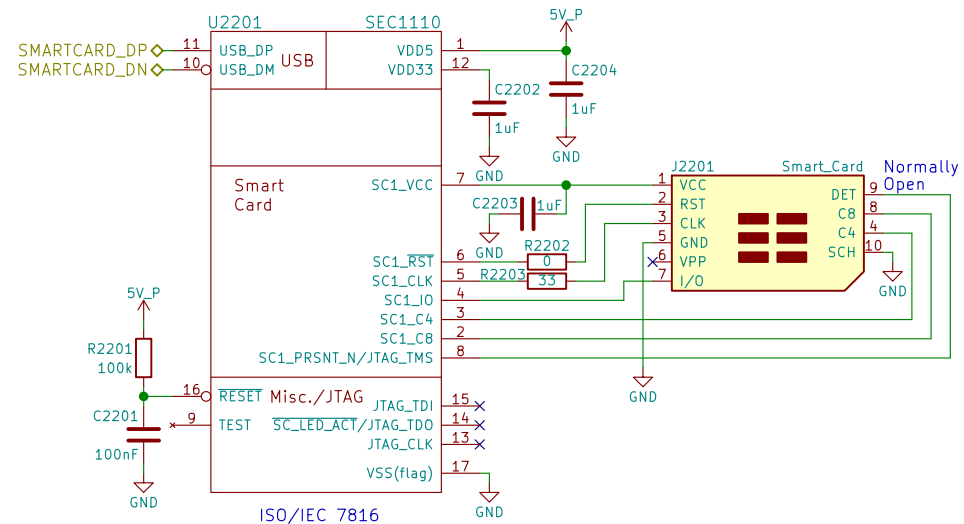 U2201 SEC1110
5V_P
SMARTCARD_DP 11 USB_DP USB VDD5 1
SMARTCARD_DN 10 USB_DM VDD33 12
C2204
1uF
GND
C2202
1uF
GND
Smart
Card
SC1_VCC 7
C2203 1uF
GND
J2201 Smart_Card
Normally
Open
1 VCC DET 9
2 RST C8 8
3 CLK C4 4
5 GND SCH 10
6 VPP
7 I/O
GND
GND
SC1_RST 6 R2202 0
SC1_CLK 5 R2203 33
SC1_IO 4
SC1_C4 3
SC1_C8 2
SC1_PRSNT_N/JTAG_TMS 8
5V_P
R2201
100k
16 RESET Misc./JTAG
C2201
100nF
GND
9 TEST
JTAG_TDI 15
SC_LED_ACT/JTAG_TDO 14
JTAG_CLK 13
VSS(flag) 17
GND
ISO/IEC 7816